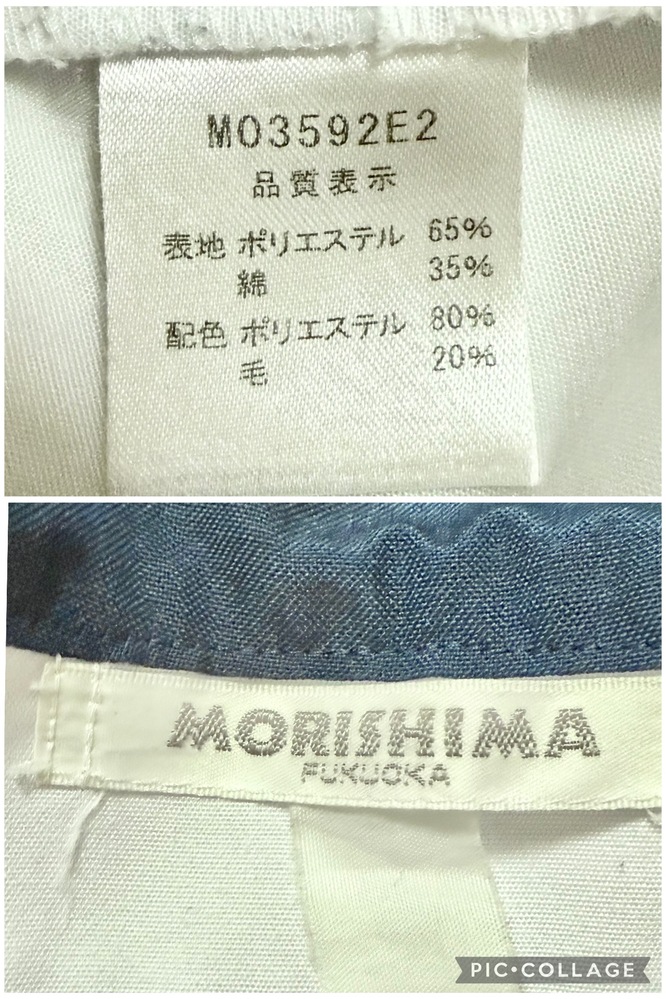 M03592E2
品質表示
表地 ポリエステル 65%
綿 35%
配色 ポリエステル 80%
毛 20%
MORISHIMA
FUKUOKA
PIC•COLLAGE